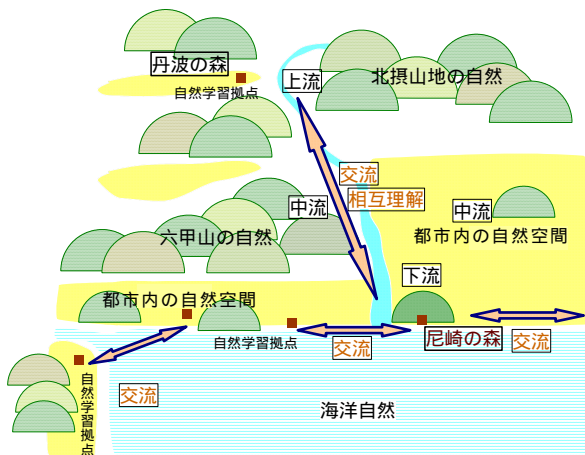 丹波の森
自然学習拠点
上流
北摂山地の自然
交流
相互理解
中流
中流
六甲山の自然
都市内の自然空間
下流
都市内の自然空間
自然学習拠点
交流
尼崎の森
交流
自然学習拠点
交流
海洋自然